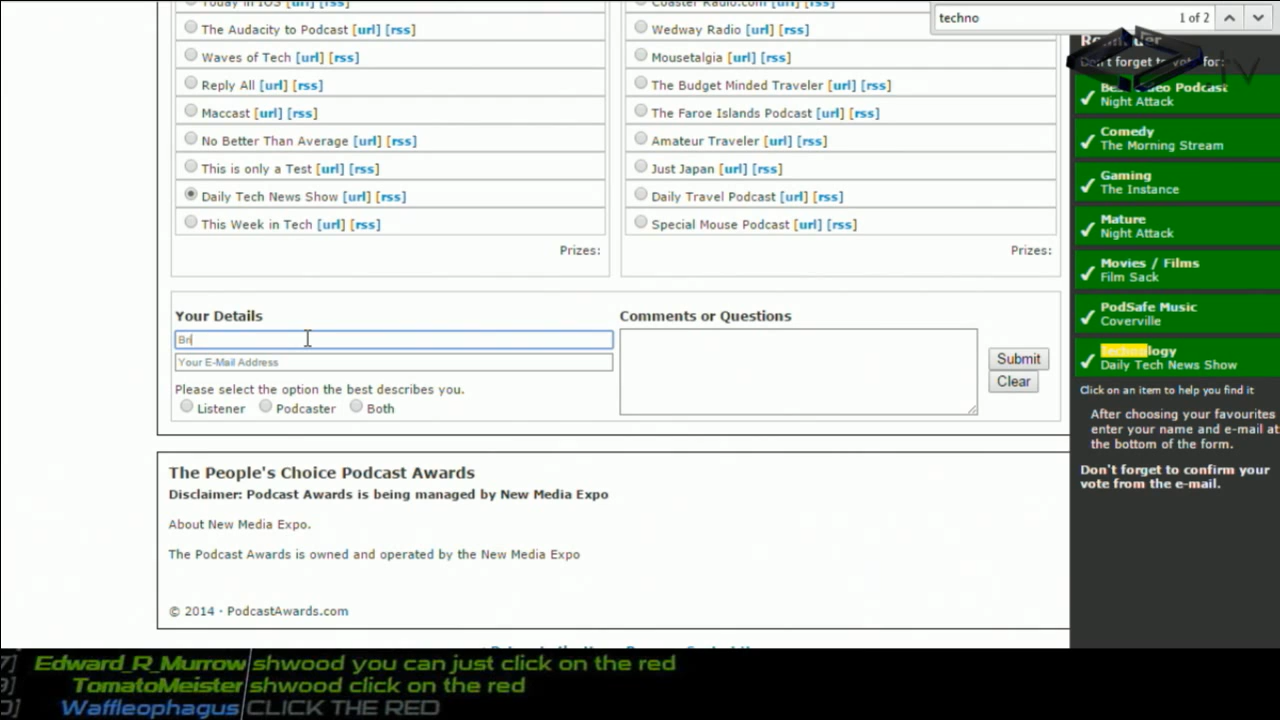 Today in iOS [url] [rss]
The Audacity to Podcast [url] [rss]
Waves of Tech [url] [rss]
Reply All [url] [rss]
Maccast [url] [rss]
No Better Than Average [url] [rss]
This is only a Test [url] [rss]
Daily Tech News Show [url] [rss]
This Week in Tech [url] [rss]
Prizes:
Coaster Radio.com [url] [rss]
Wedway Radio [url] [rss]
Mousetalgia [url] [rss]
The Budget Minded Traveler [url] [rss]
The Faroe Islands Podcast [url] [rss]
Amateur Traveler [url] [rss]
Just Japan [url] [rss]
Daily Travel Podcast [url] [rss]
Special Mouse Podcast [url] [rss]
Prizes:
Your Details
Bri
Your E-Mail Address
Please select the option the best describes you.
Listener Podcaster Both
Comments or Questions
Submit
Clear
The People's Choice Podcast Awards
Disclaimer: Podcast Awards is being managed by New Media Expo
About New Media Expo.
The Podcast Awards is owned and operated by the New Media Expo
© 2014 · PodcastAwards.com
techno 1 of 2
Reminder
Don't forget to vote for:
Best Video Podcast
Night Attack
Comedy
The Morning Stream
Gaming
The Instance
Mature
Night Attack
Movies / Films
Film Sack
PodSafe Music
Coverville
Technology
Daily Tech News Show
Click on an item to help you find it
After choosing your favourites
enter your name and e-mail at
the bottom of the form.
Don't forget to confirm your
vote from the e-mail.
.tv
7] Edward_R_Murrow shwood you can just click on the red
9] TomatoMeister shwood click on the red
0] Waffleophagus CLICK THE RED